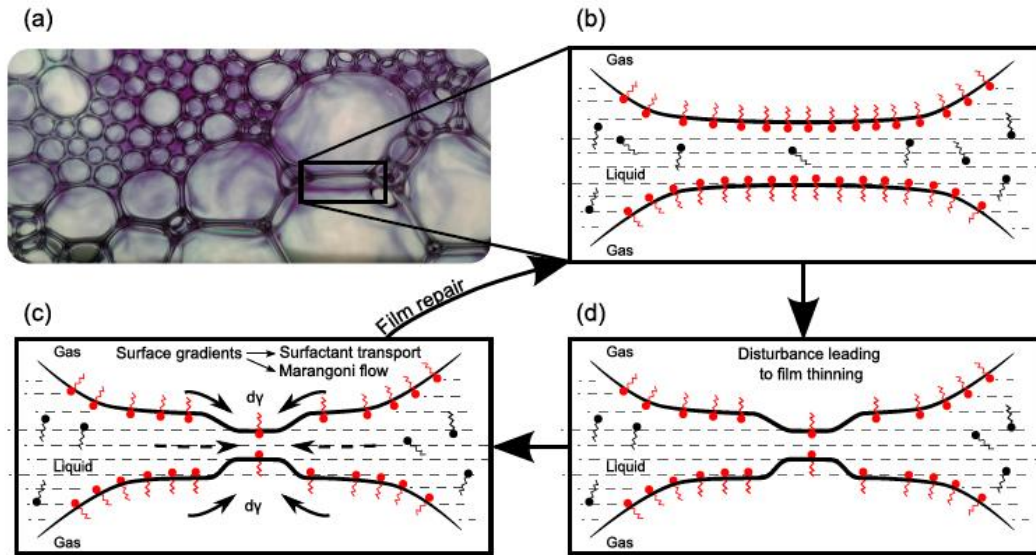 (a)
(b)
Gas
Liquid
Gas
Film repair
(c)
Gas
Surface gradients
Surfactant transport
Marangoni flow
dγ
Liquid
dγ
Gas
(d)
Gas
Disturbance leading
to film thinning
Liquid
Gas